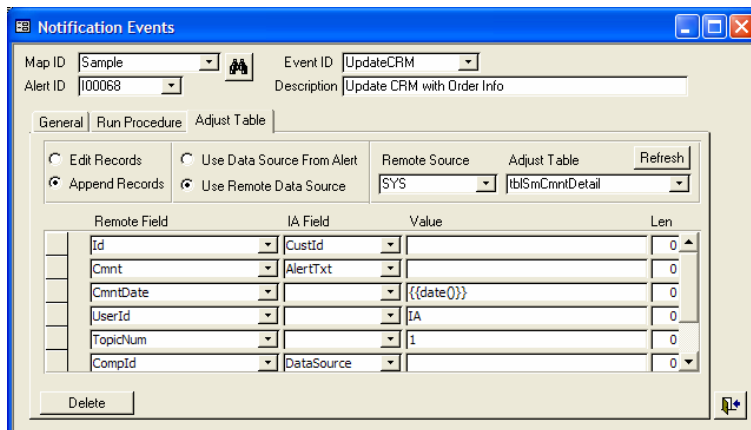 Notification Events
Map ID Sample Event ID UpdateCRM
Alert ID I00068 Description Update CRM with Order Info
General Run Procedure Adjust Table
Edit Records Use Data Source From Alert Remote Source Adjust Table Refresh
Append Records Use Remote Data Source SYS tblSmCmntDetail
Remote Field IA Field Value Len
Id CustId 0
Cmnt AlertTxt 0
CmntDate {{date()}} 0
UserId IA 0
TopicNum 1 0
CompId DataSource 0
Delete